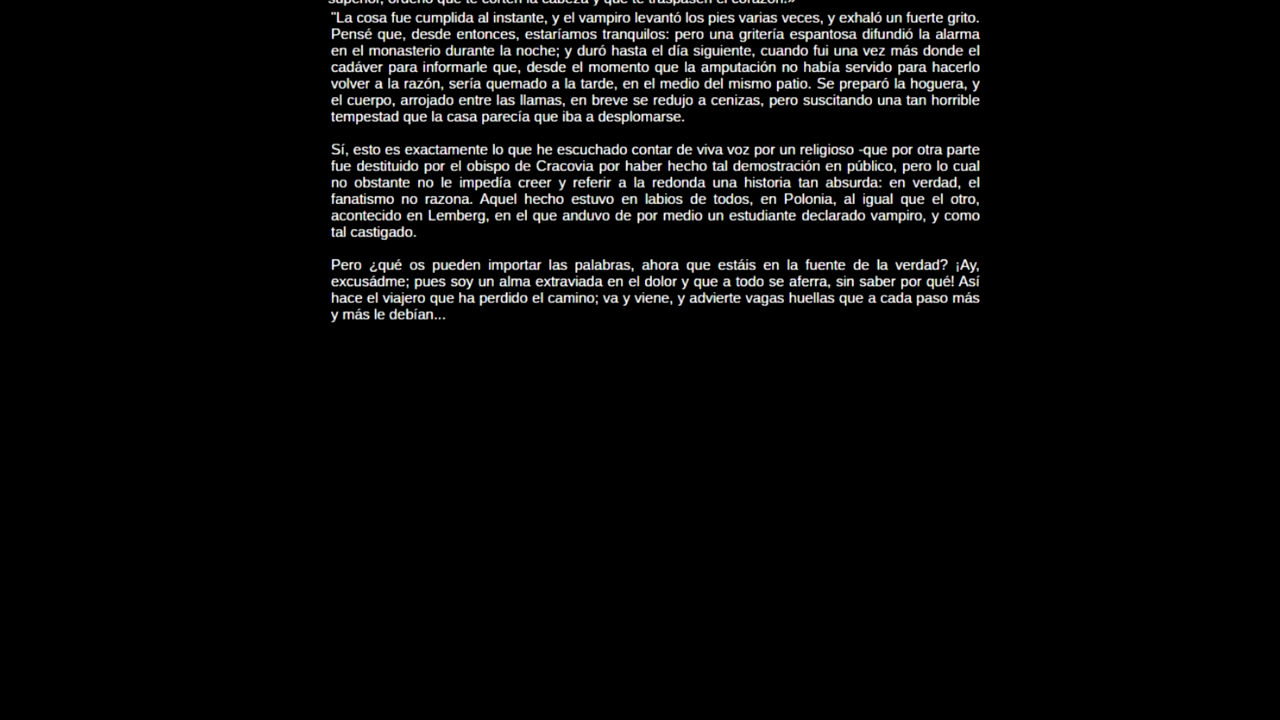 superior, ordeno que te corten la cabeza y que te traspasen el corazón.»
"La cosa fue cumplida al instante, y el vampiro levantó los pies varias veces, y exhaló un fuerte grito.
Pensé que, desde entonces, estaríamos tranquilos: pero una gritería espantosa difundió la alarma
en el monasterio durante la noche; y duró hasta el día siguiente, cuando fui una vez más donde el
cadáver para informarle que, desde el momento que la amputación no había servido para hacerlo
volver a la razón, sería quemado a la tarde, en el medio del mismo patio. Se preparó la hoguera, y
el cuerpo, arrojado entre las llamas, en breve se redujo a cenizas, pero suscitando una tan horrible
tempestad que la casa parecía que iba a desplomarse.
Sí, esto es exactamente lo que he escuchado contar de viva voz por un religioso -que por otra parte
fue destituido por el obispo de Cracovia por haber hecho tal demostración en público, pero lo cual
no obstante no le impedía creer y referir a la redonda una historia tan absurda: en verdad, el
fanatismo no razona. Aquel hecho estuvo en labios de todos, en Polonia, al igual que el otro,
acontecido en Lemberg, en el que anduvo de por medio un estudiante declarado vampiro, y como
tal castigado.
Pero ¿qué os pueden importar las palabras, ahora que estáis en la fuente de la verdad? ¡Ay,
excusádme; pues soy un alma extraviada en el dolor y que a todo se aferra, sin saber por qué! Así
hace el viajero que ha perdido el camino; va y viene, y advierte vagas huellas que a cada paso más
y más le debían...